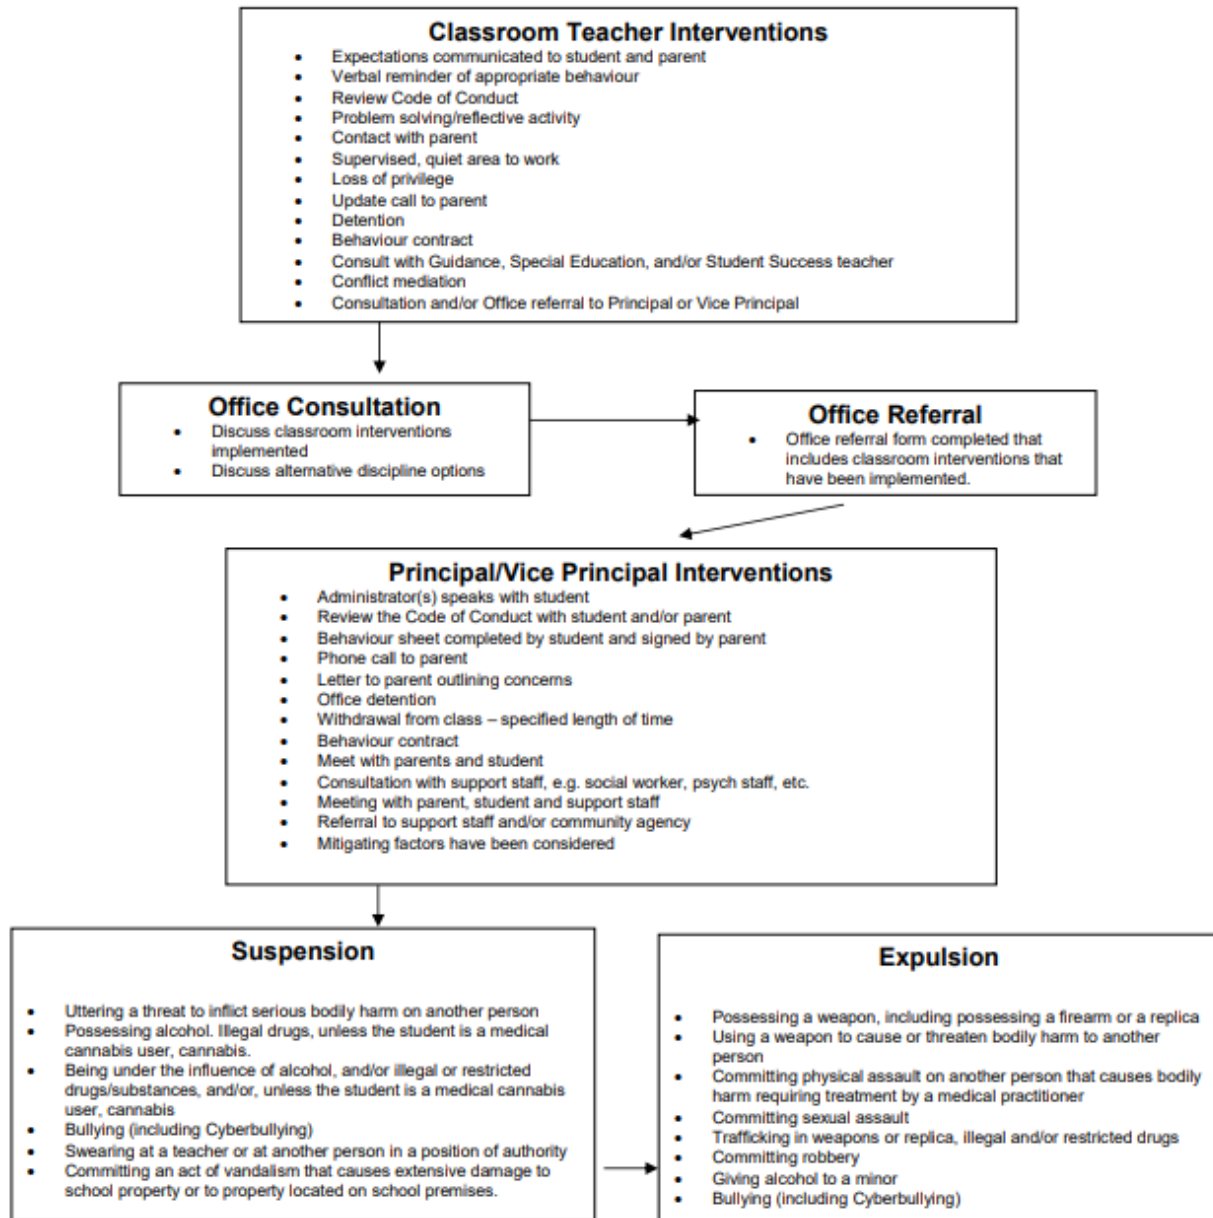 Classroom Teacher Interventions
• Expectations communicated to student and parent
• Verbal reminder of appropriate behaviour
• Review Code of Conduct
• Problem solving/reflective activity
• Contact with parent
• Supervised, quiet area to work
• Loss of privilege
• Update call to parent
• Detention
• Behaviour contract
• Consult with Guidance, Special Education, and/or Student Success teacher
• Conflict mediation
• Consultation and/or Office referral to Principal or Vice Principal
Office Consultation
• Discuss classroom interventions
implemented
• Discuss alternative discipline options
Office Referral
• Office referral form completed that
includes classroom interventions that
have been implemented.
Principal/Vice Principal Interventions
• Administrator(s) speaks with student
• Review the Code of Conduct with student and/or parent
• Behaviour sheet completed by student and signed by parent
• Phone call to parent
• Letter to parent outlining concerns
• Office detention
• Withdrawal from class – specified length of time
• Behaviour contract
• Meet with parents and student
• Consultation with support staff, e.g. social worker, psych staff, etc.
• Meeting with parent, student and support staff
• Referral to support staff and/or community agency
• Mitigating factors have been considered
Suspension
• Uttering a threat to inflict serious bodily harm on another person
• Possessing alcohol. Illegal drugs, unless the student is a medical
cannabis user, cannabis.
• Being under the influence of alcohol, and/or illegal or restricted
drugs/substances, and/or, unless the student is a medical cannabis
user, cannabis
• Bullying (including Cyberbullying)
• Swearing at a teacher or at another person in a position of authority
• Committing an act of vandalism that causes extensive damage to
school property or to property located on school premises.
Expulsion
• Possessing a weapon, including possessing a firearm or a replica
• Using a weapon to cause or threaten bodily harm to another
person
• Committing physical assault on another person that causes bodily
harm requiring treatment by a medical practitioner
• Committing sexual assault
• Trafficking in weapons or replica, illegal and/or restricted drugs
• Committing robbery
• Giving alcohol to a minor
• Bullying (including Cyberbullying)